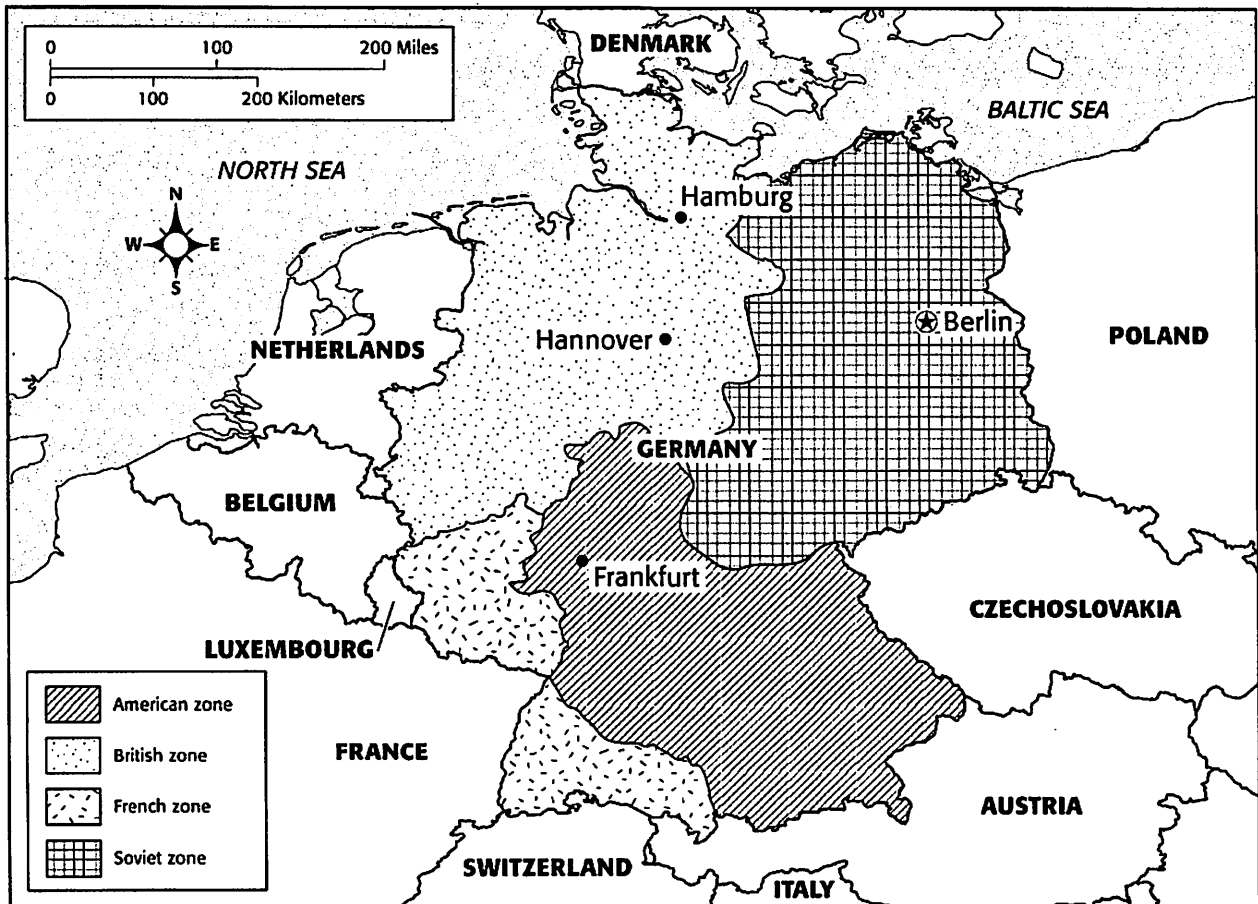 0 100 200 Miles
0 100 200 Kilometers
DENMARK
BALTIC SEA
NORTH SEA
N
W E
S
Hamburg
Berlin
Hannover
POLAND
NETHERLANDS
GERMANY
BELGIUM
Frankfurt
CZECHOSLOVAKIA
LUXEMBOURG
American zone
British zone
French zone
Soviet zone
FRANCE
AUSTRIA
SWITZERLAND
ITALY